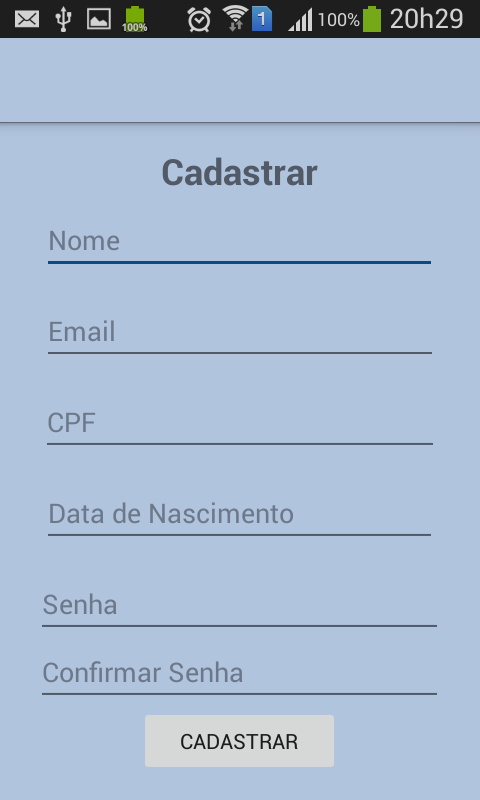 100% 1 100% 20h29
Cadastrar
Nome
Email
CPF
Data de Nascimento
Senha
Confirmar Senha
CADASTRAR